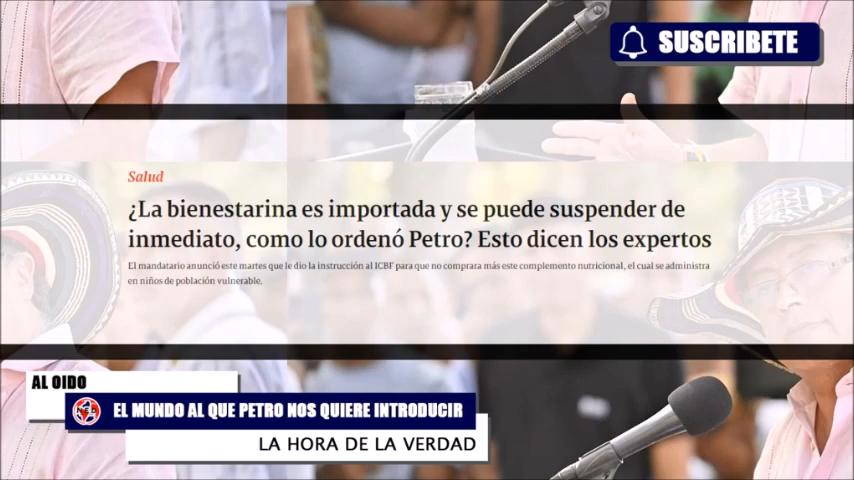 SUSCRIBETE
Salud
¿La bienestarina es importada y se puede suspender de
inmediato, como lo ordenó Petro? Esto dicen los expertos
El mandatario anunció este martes que le dio la instrucción al ICBF para que no comprara más este complemento nutricional, el cual se administra
en niños de población vulnerable.
AL OIDO
EL MUNDO AL QUE PETRO NOS QUIERE INTRODUCIR
LA HORA DE LA VERDAD